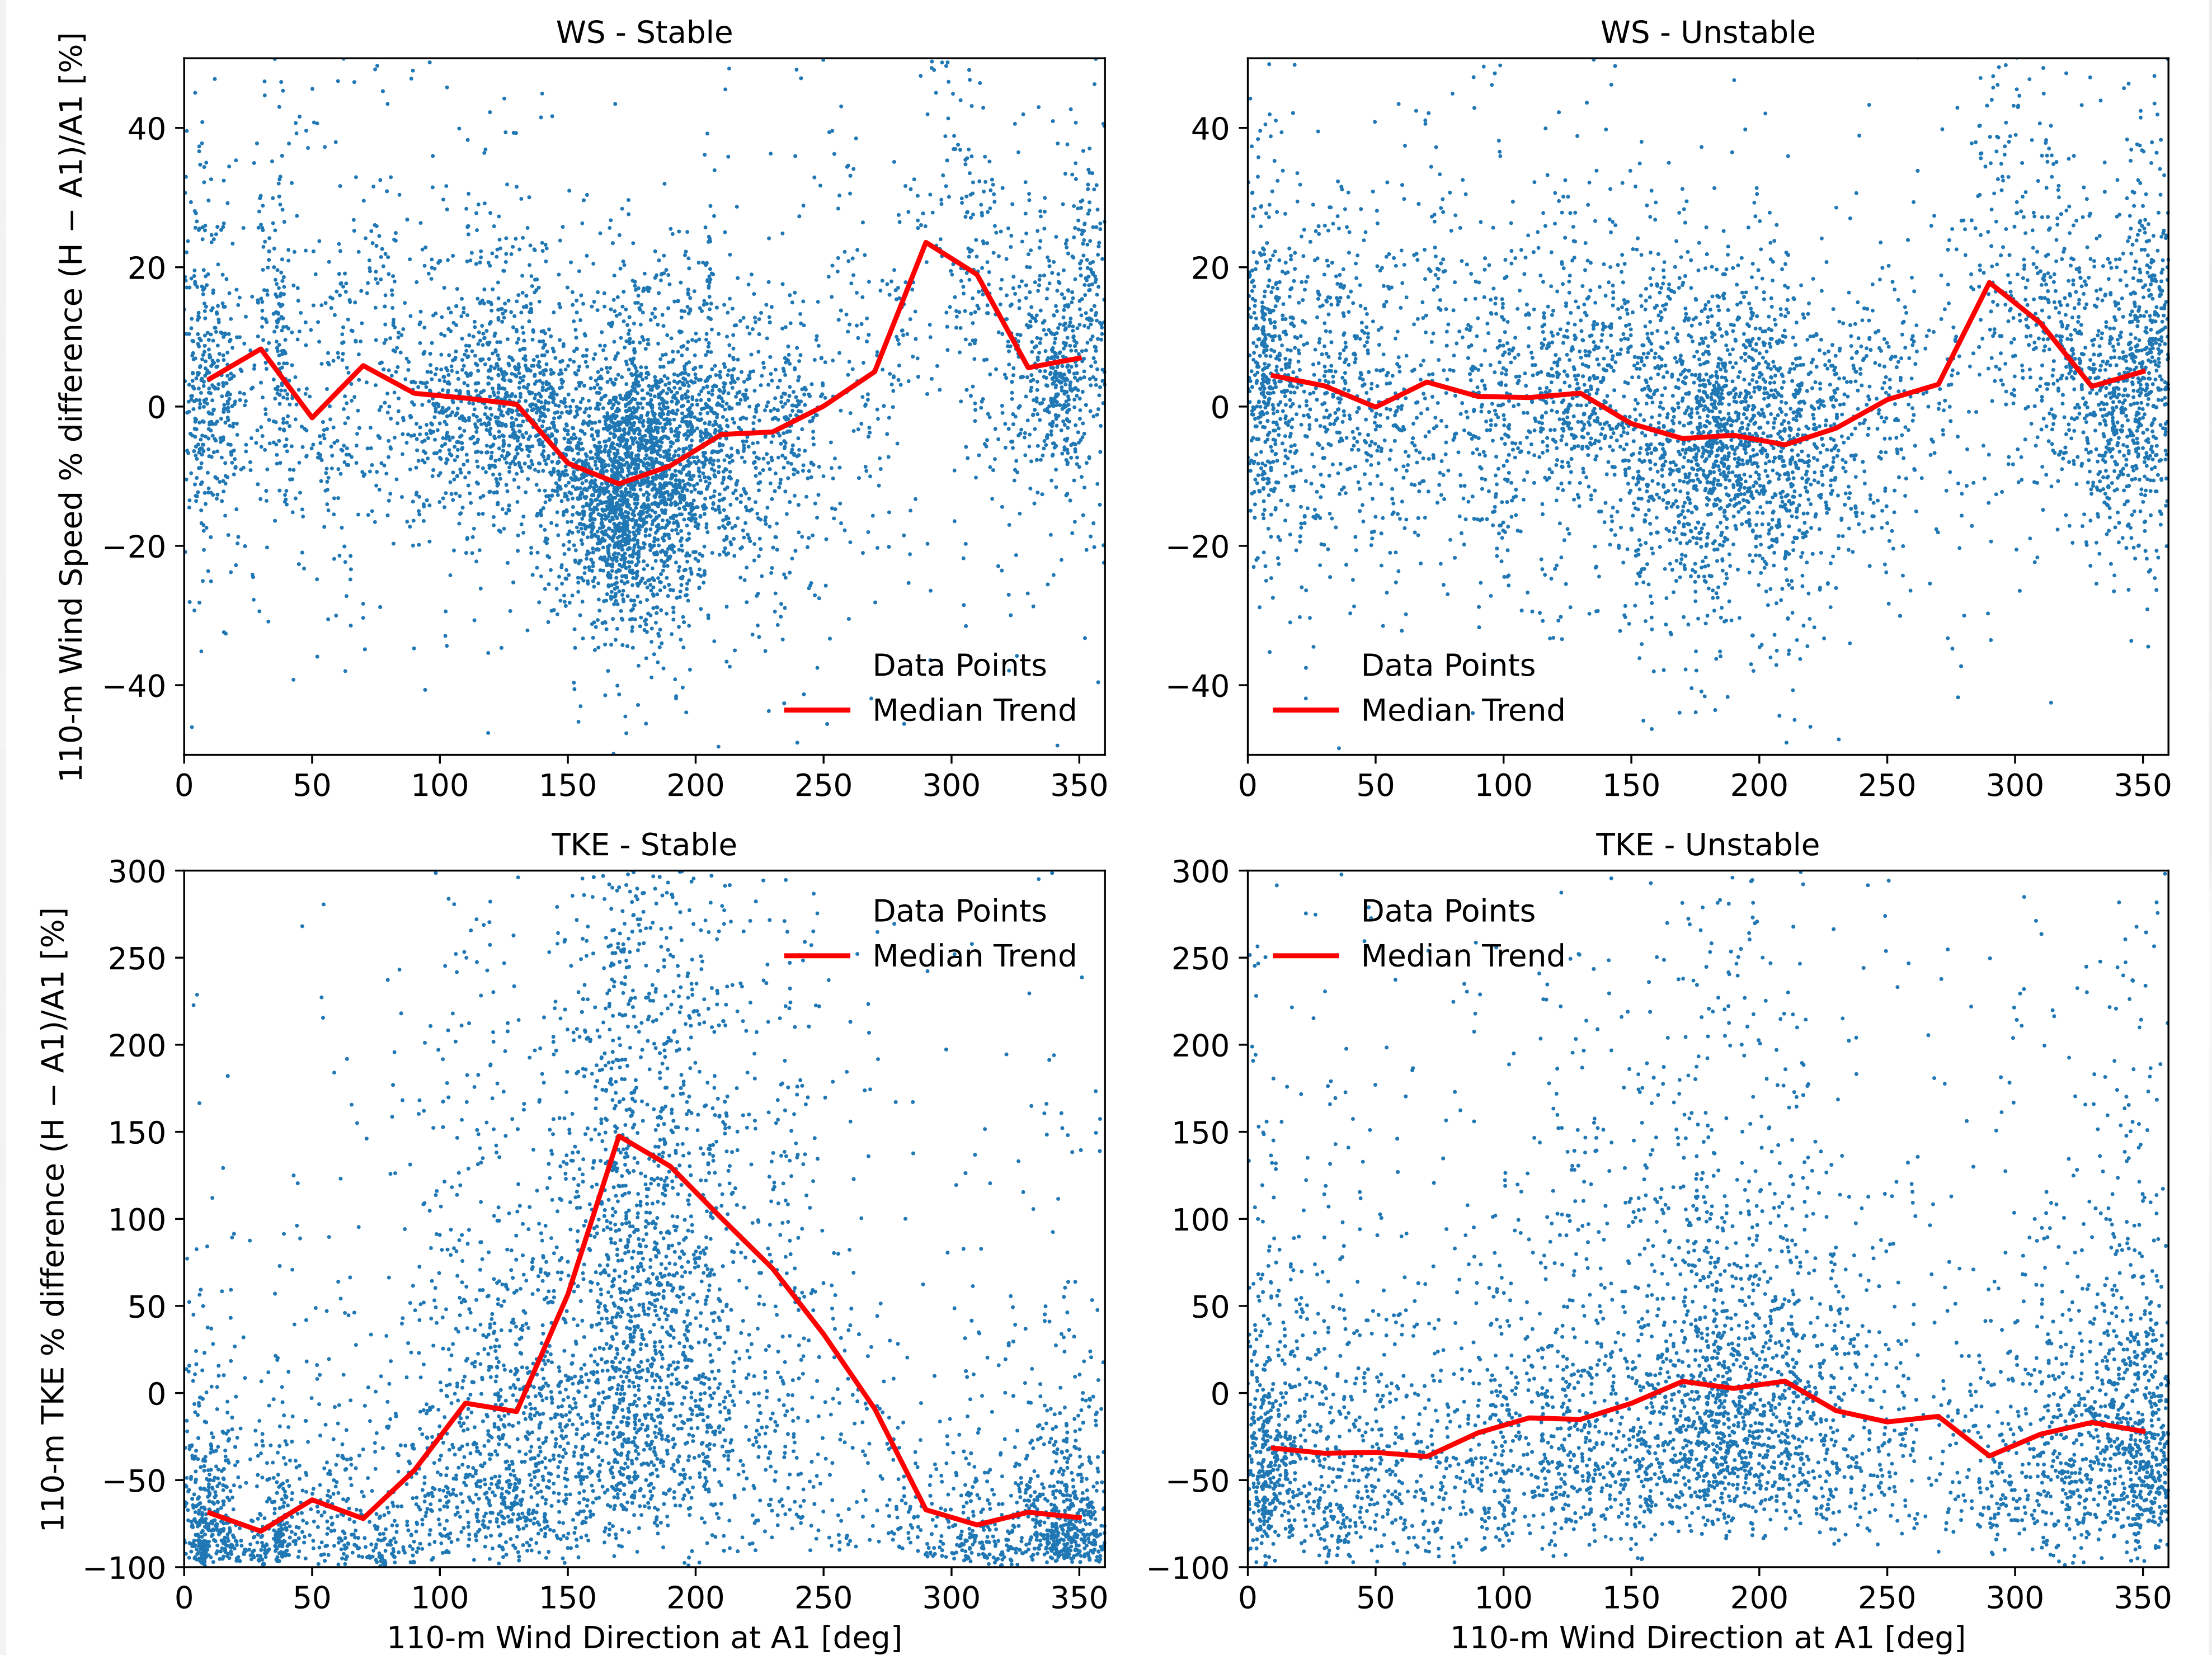 WS - Stable
110-m Wind Speed % difference (H − A1)/A1 [%]
40
20
0
−20
−40
Data Points
Median Trend
0 50 100 150 200 250 300 350
WS - Unstable
40
20
0
−20
−40
Data Points
Median Trend
0 50 100 150 200 250 300 350
TKE - Stable
110-m TKE % difference (H − A1)/A1 [%]
300
250
200
150
100
50
0
−50
−100
Data Points
Median Trend
0 50 100 150 200 250 300 350
110-m Wind Direction at A1 [deg]
TKE - Unstable
300
250
200
150
100
50
0
−50
−100
Data Points
Median Trend
0 50 100 150 200 250 300 350
110-m Wind Direction at A1 [deg]